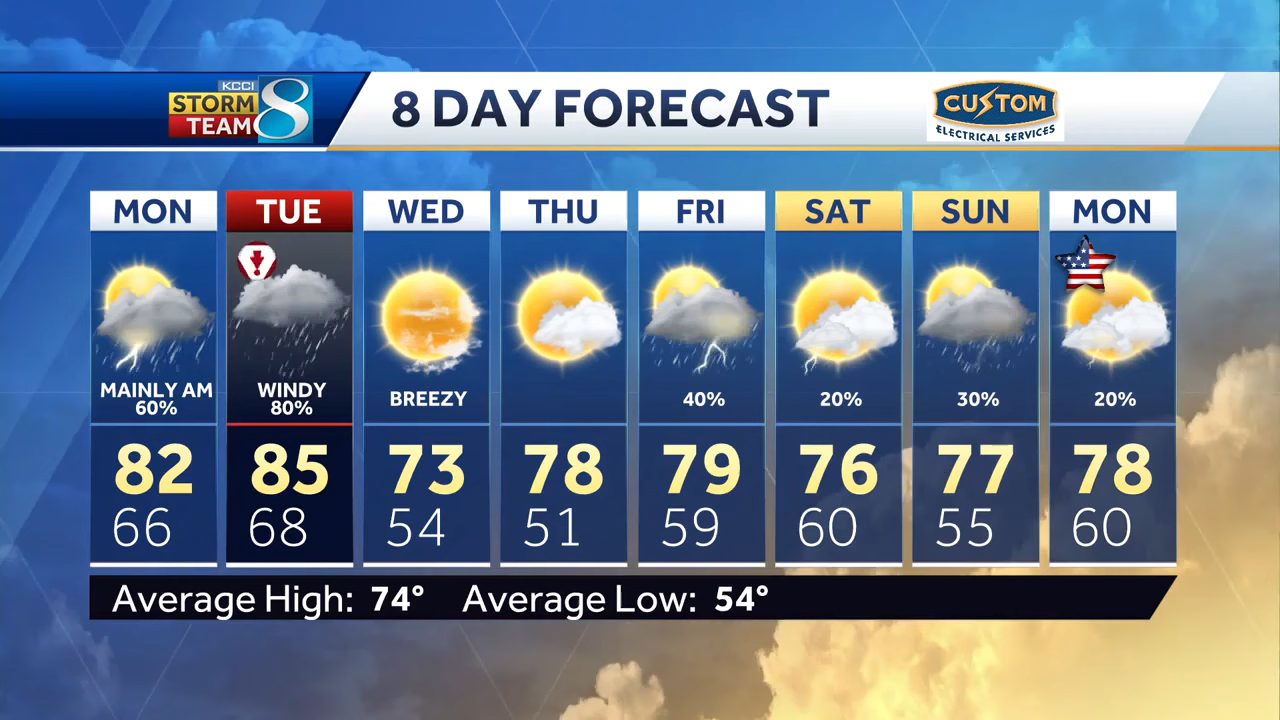 KCCI
STORM
TEAM 8
8 DAY FORECAST
CUSTOM
ELECTRICAL SERVICES
MON TUE WED THU FRI SAT SUN MON
!
MAINLY AM WINDY BREEZY 40% 20% 30% 20%
60% 80%
82 85 73 78 79 76 77 78
66 68 54 51 59 60 55 60
Average High: 74° Average Low: 54°